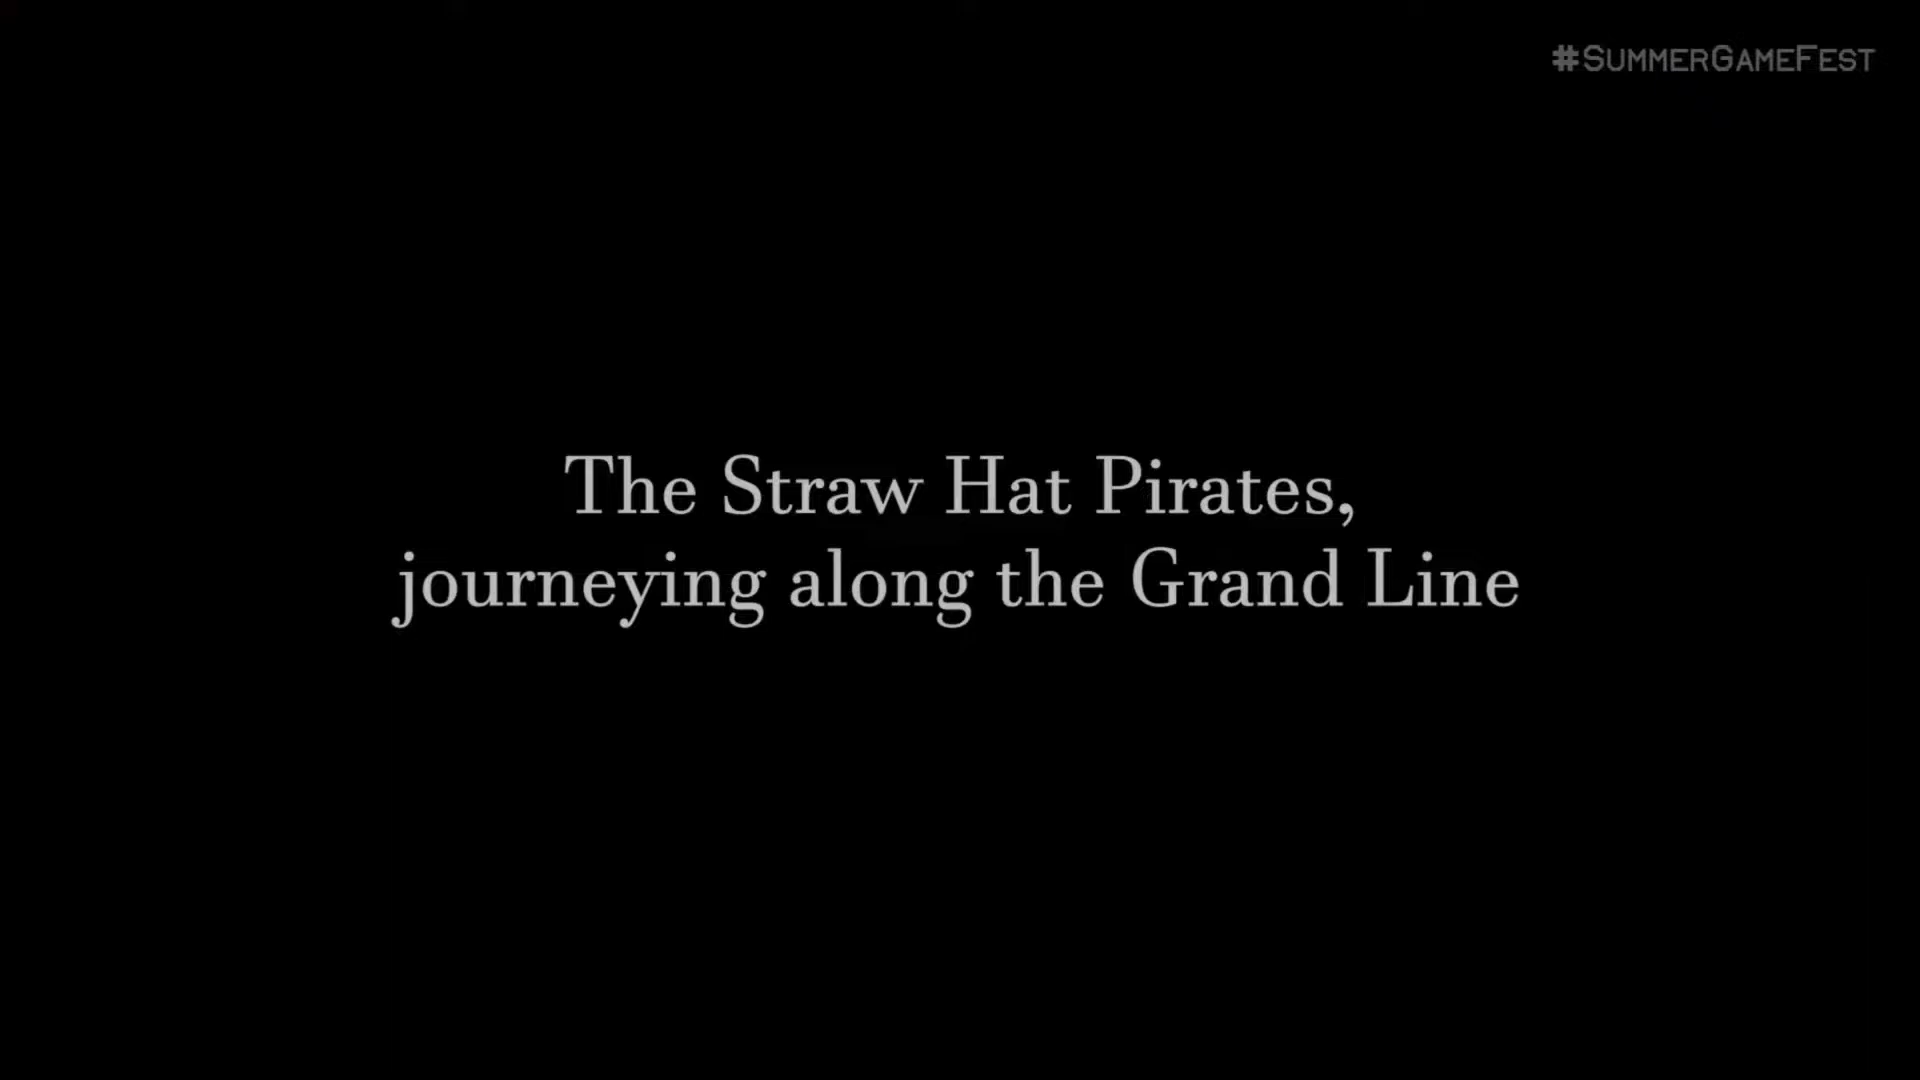 #SUMMERGAMEFEST
The Straw Hat Pirates,
journeying along the Grand Line